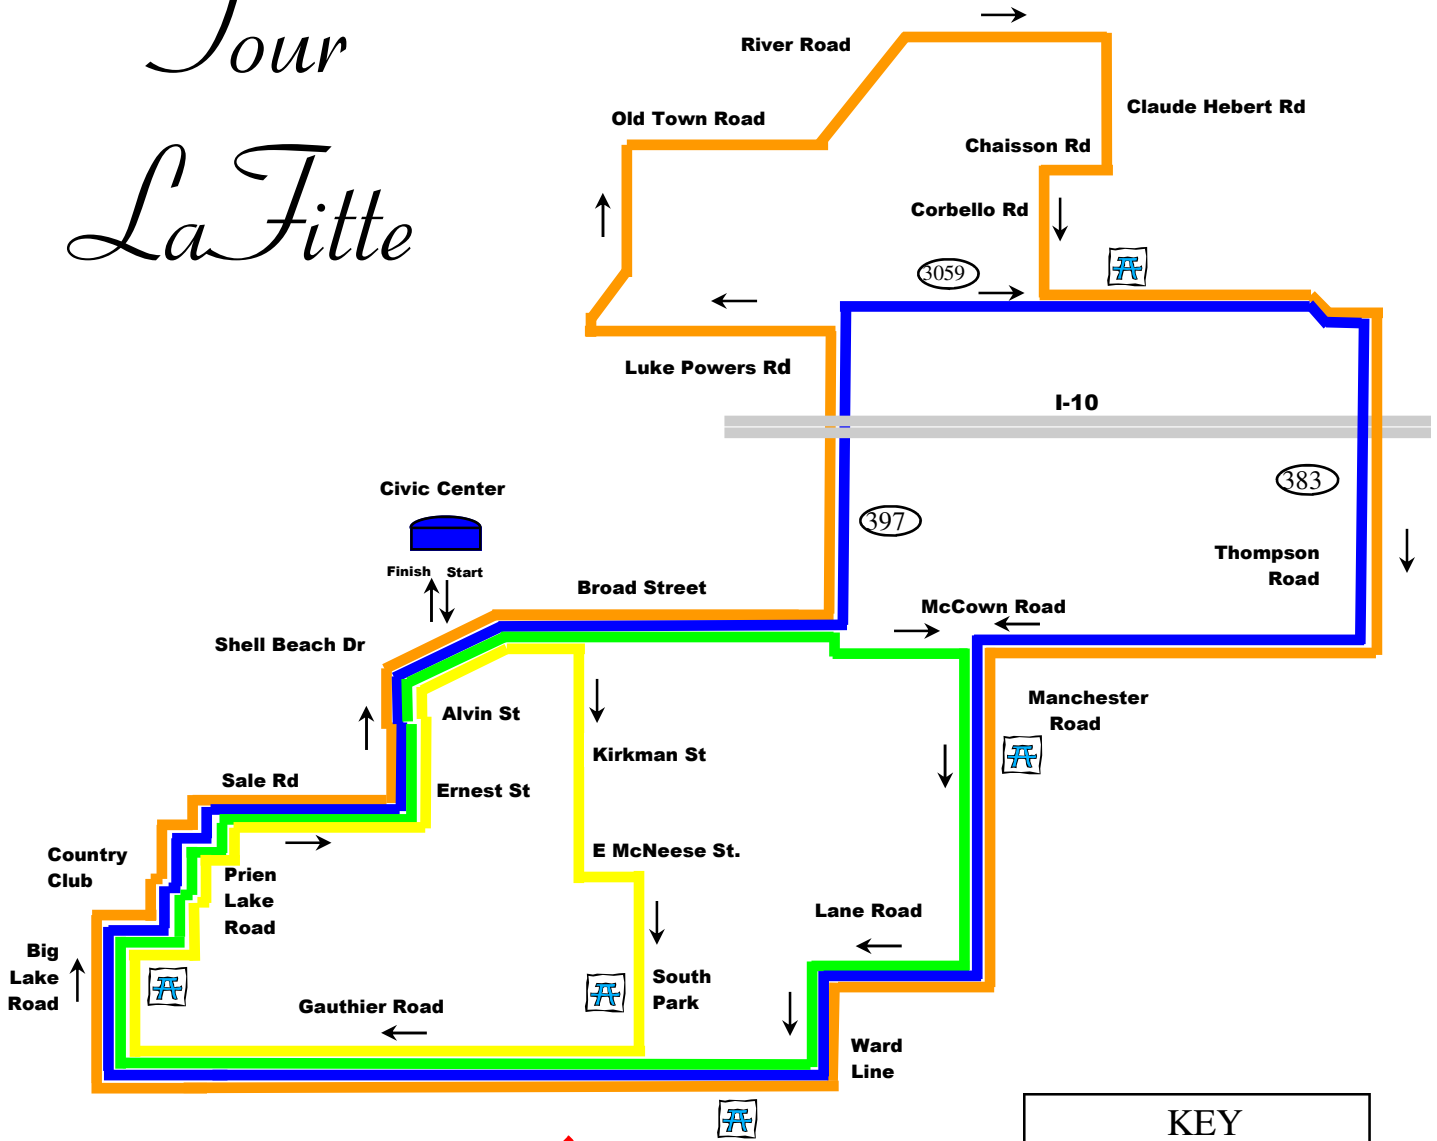 Tour
LaFitte
River Road
Old Town Road
Claude Hebert Rd
Chaisson Rd
Corbello Rd
3059
Luke Powers Rd
I-10
383
397
Civic Center
Finish Start
Thompson
Road
Broad Street
McCown Road
Shell Beach Dr
Manchester
Road
Alvin St
Kirkman St
Sale Rd
Ernest St
E McNeese St.
Country
Club
Prien
Lake
Road
Lane Road
Big
Lake
Road
South
Park
Gauthier Road
Ward
Line
KEY